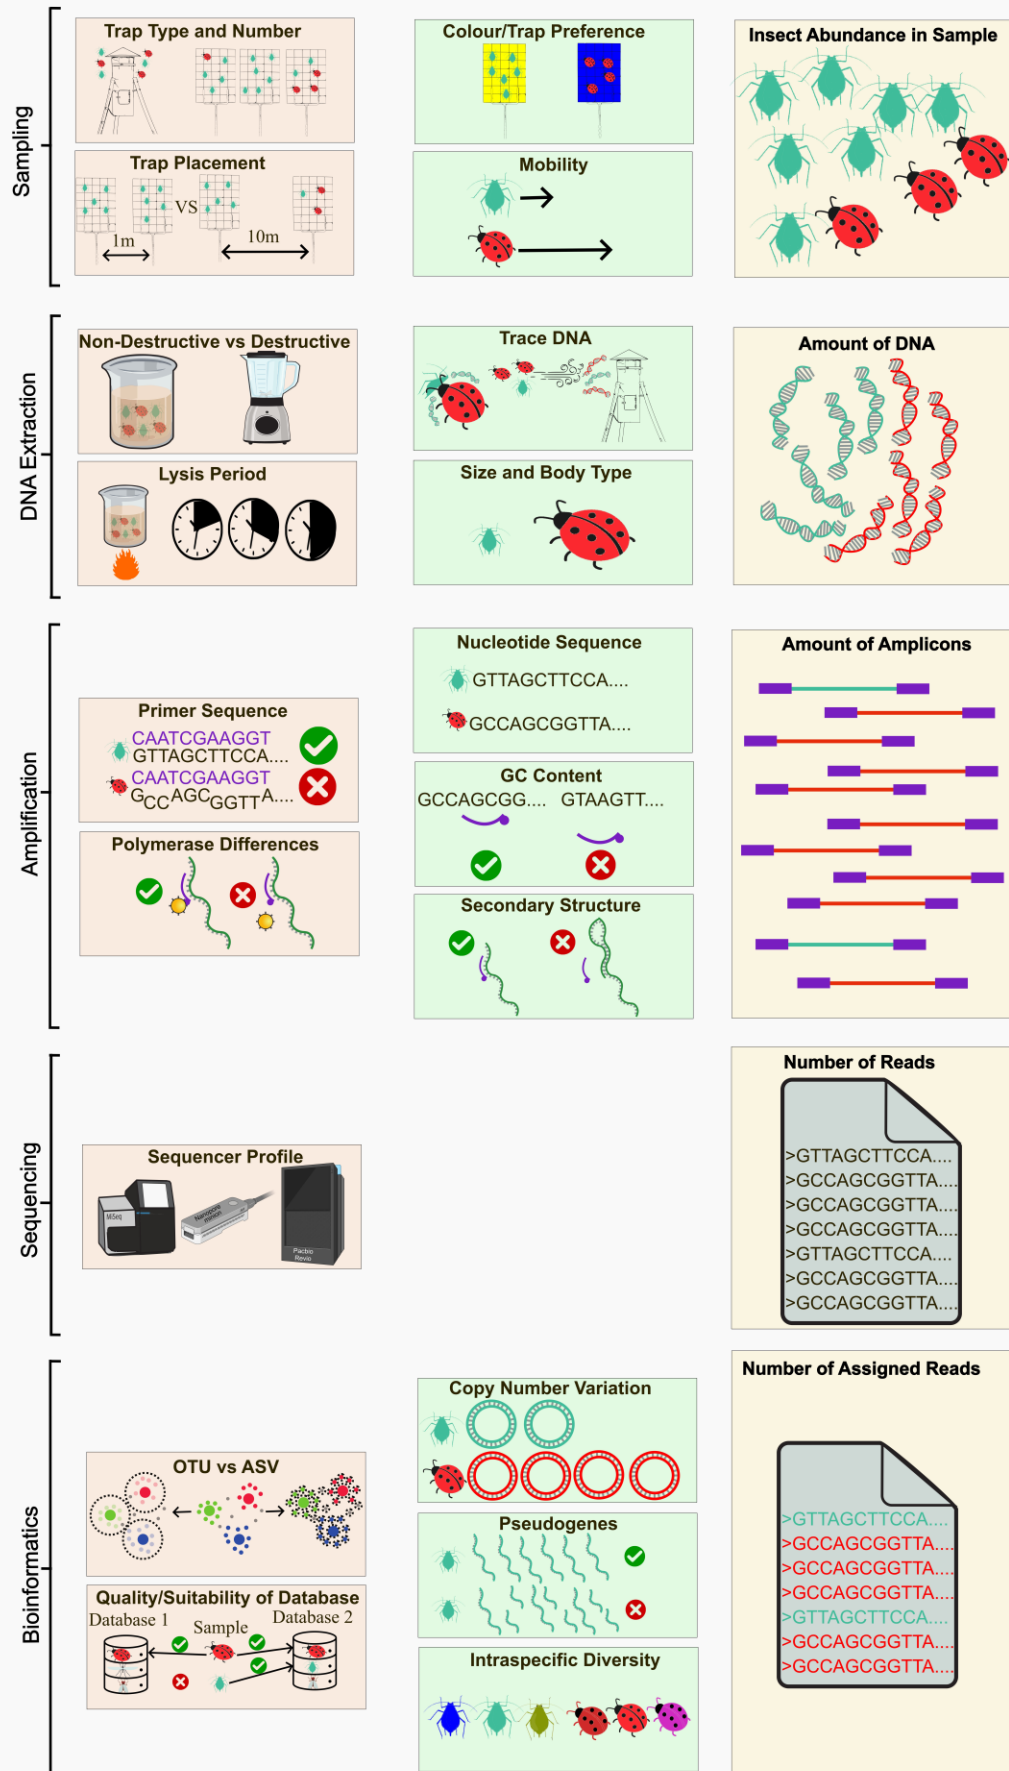 Sampling
Trap Type and Number
Colour/Trap Preference
Insect Abundance in Sample
Trap Placement
VS
1m
10m
Mobility
DNA Extraction
Non-Destructive vs Destructive
Trace DNA
Amount of DNA
Lysis Period
Size and Body Type
Amplification
Nucleotide Sequence
GTTAGCTTCCA....
GCCAGCGGTTA....
Amount of Amplicons
Primer Sequence
CAATCGAAGGT
GTTAGCTTCCA....
CAATCGAAGGT
GCCAGCGGTTA....
GC Content
GCCAGCGG.... GTAAGTT....
Polymerase Differences
Secondary Structure
Sequencing
Sequencer Profile
MiSeq
Nanopore
minion
Pacbio
Revio
Number of Reads
>GTTAGCTTCCA....
>GCCAGCGGTTA....
>GCCAGCGGTTA....
>GCCAGCGGTTA....
>GTTAGCTTCCA....
>GCCAGCGGTTA....
>GCCAGCGGTTA....
Bioinformatics
Copy Number Variation
Number of Assigned Reads
OTU vs ASV
Pseudogenes
Quality/Suitability of Database
Database 1
Sample
Database 2
Intraspecific Diversity
>GTTAGCTTCCA....
>GCCAGCGGTTA....
>GCCAGCGGTTA....
>GCCAGCGGTTA....
>GTTAGCTTCCA....
>GCCAGCGGTTA....
>GCCAGCGGTTA....